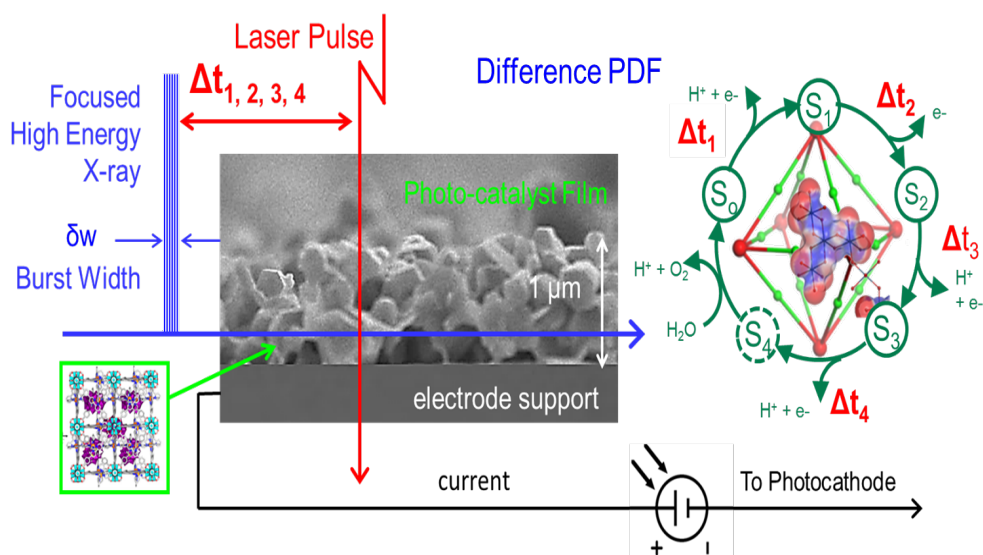 Laser Pulse
Δt1, 2, 3, 4
Difference PDF
Focused
High Energy
X-ray
δw
Burst Width
Photo-catalyst Film
1 μm
electrode support
H⁺ + e-
Δt1
S1
Δt2
e-
S0
S2
Δt3
H⁺
+ e-
H⁺ + O2
H2O
S4
S3
H⁺ + e-
Δt4
current
To Photocathode
+
-